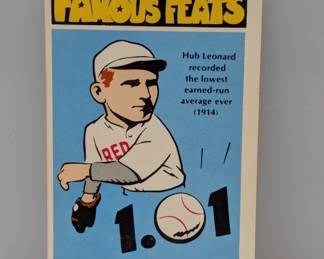 FAMOUS FEATS
Hub Leonard
recorded
the lowest
earned-run
average ever
(1914)
RED
1.01